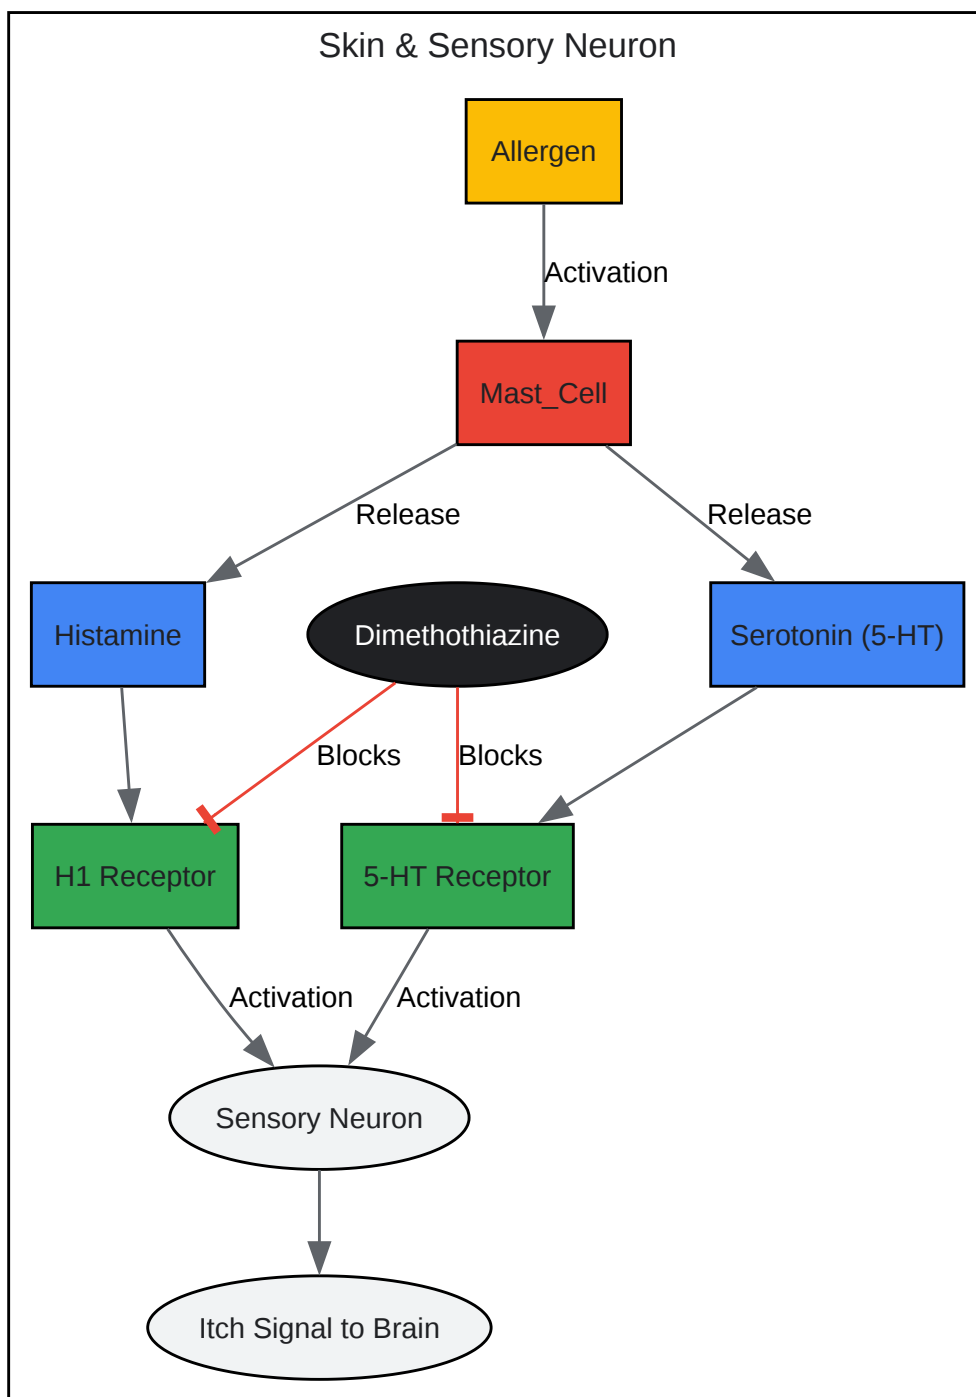 Skin & Sensory Neuron
Allergen
Activation
Mast_Cell
Release
Release
Histamine
Dimethothiazine
Serotonin (5-HT)
Blocks
Blocks
H1 Receptor
5-HT Receptor
Activation
Activation
Sensory Neuron
Itch Signal to Brain